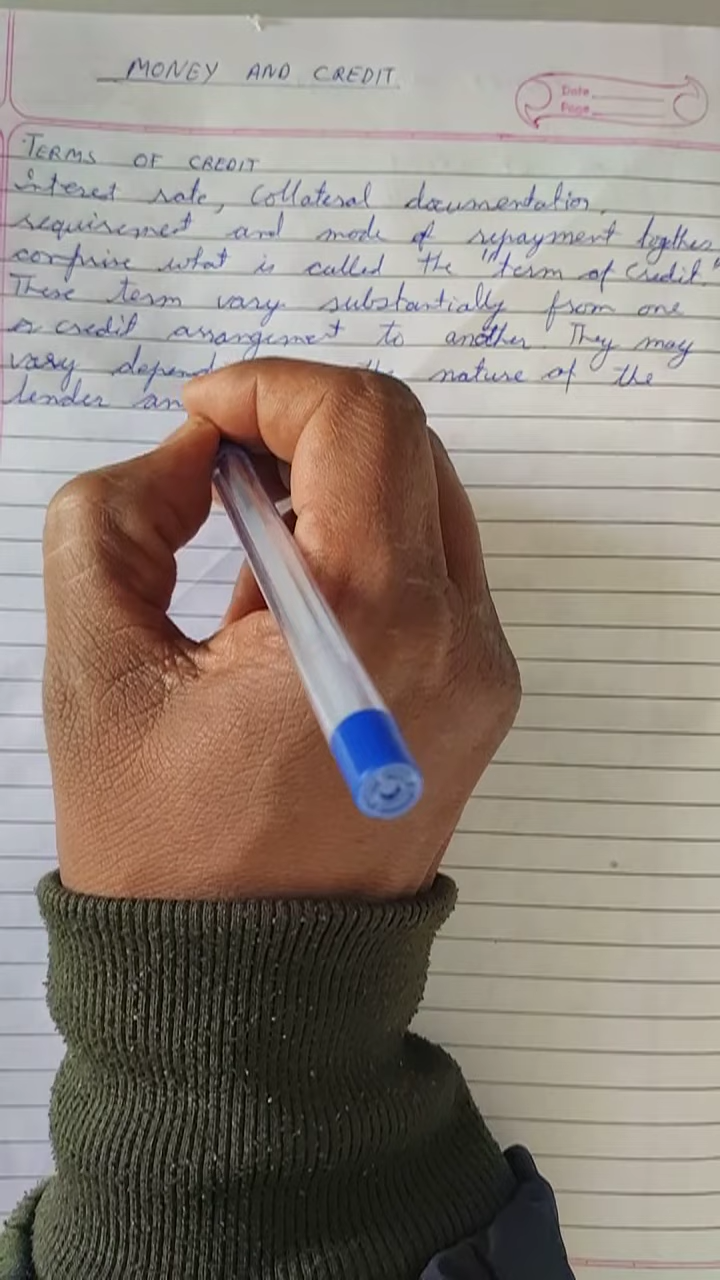 MONEY AND CREDIT
Date
Page
TERMS OF CREDIT
Interest rate, Collateral documentation,
requirement and mode of repayment together
comprise what is called the "term of Credit."
These term vary substantially from one
credit arrangement to another. They may
vary depend the nature of the
lender an